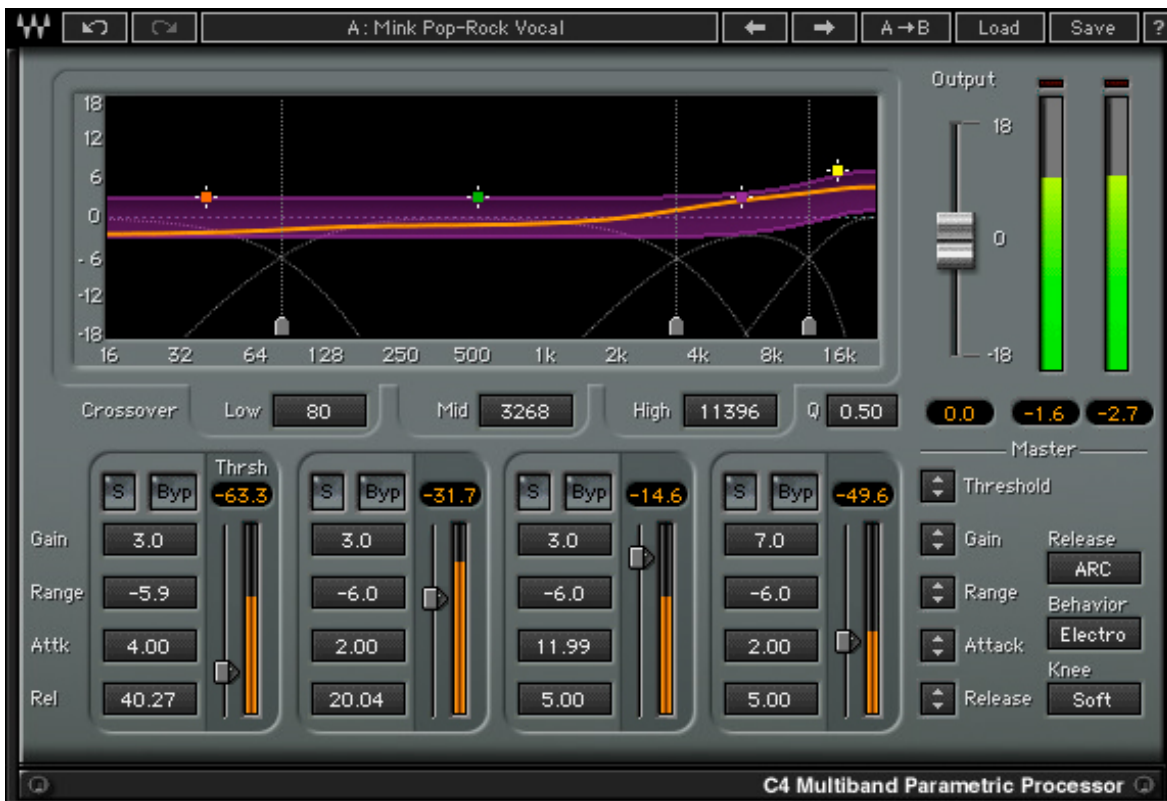 A: Mink Pop-Rock Vocal A→B Load Save ?
Output
18
12
6
0
-6
-12
-18
16 32 64 128 250 500 1k 2k 4k 8k 16k
18
0
-18
Crossover Low 80 Mid 3268 High 11396 Q 0.50 0.0 -1.6 -2.7
Master
Thrsh
S Byp -63.3 S Byp -31.7 S Byp -14.6 S Byp -49.6 Threshold
Gain 3.0 3.0 3.0 7.0 Gain Release
ARC
Range -5.9 -6.0 -6.0 -6.0 Range Behavior
Electro
Attk 4.00 2.00 11.99 2.00 Attack Knee
Rel 40.27 20.04 5.00 5.00 Release Soft
C4 Multiband Parametric Processor